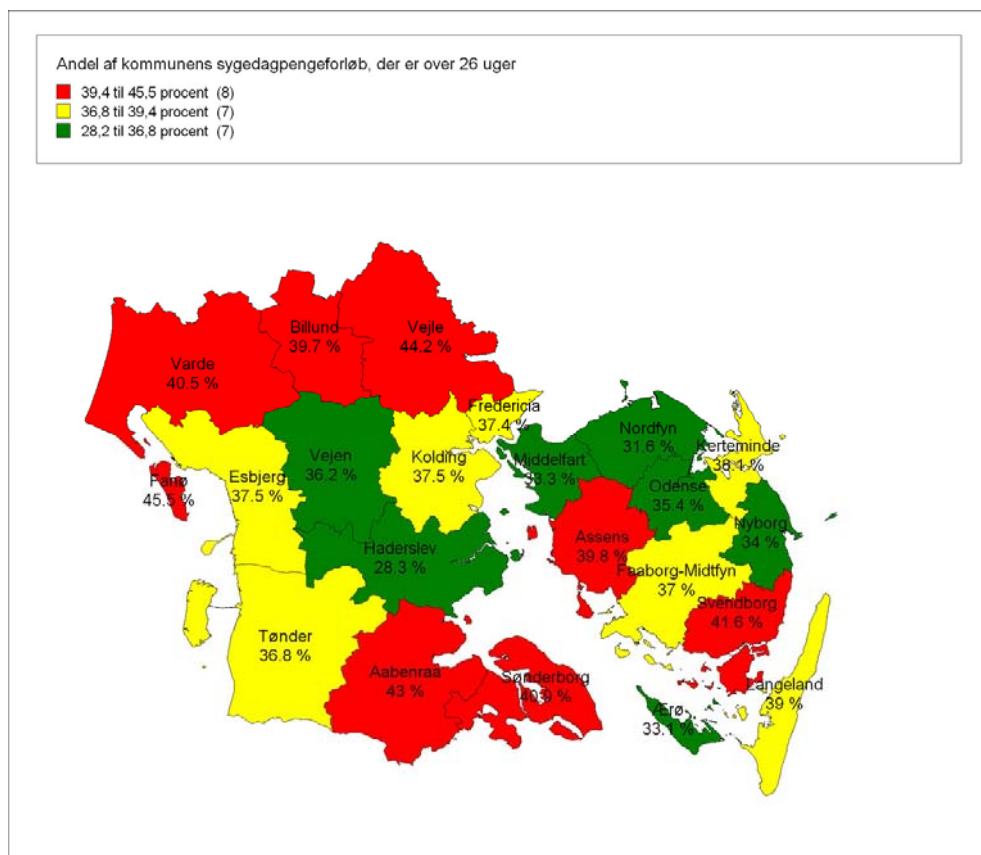 Andel af kommunens sygedagpengeforløb, der er over 26 uger
39,4 til 45,5 procent (8)
36,8 til 39,4 procent (7)
28,2 til 36,8 procent (7)
Billund
39.7 %
Vejle
44.2 %
Varde
40.5 %
Fredericia
37.4 %
Nordfyn
31.6 %
Kerteminde
38.1 %
Vejen
36.2 %
Kolding
37.5 %
Middelfart
33.3 %
Esbjerg
37.5 %
Fanø
45.5 %
Odense
35.4 %
Nyborg
34 %
Assens
39.8 %
Haderslev
28.3 %
Faaborg-Midtfyn
37 %
Svendborg
41.6 %
Tønder
36.8 %
Aabenraa
43 %
Sønderborg
40.9 %
Langeland
39 %
Ærø
33.1 %